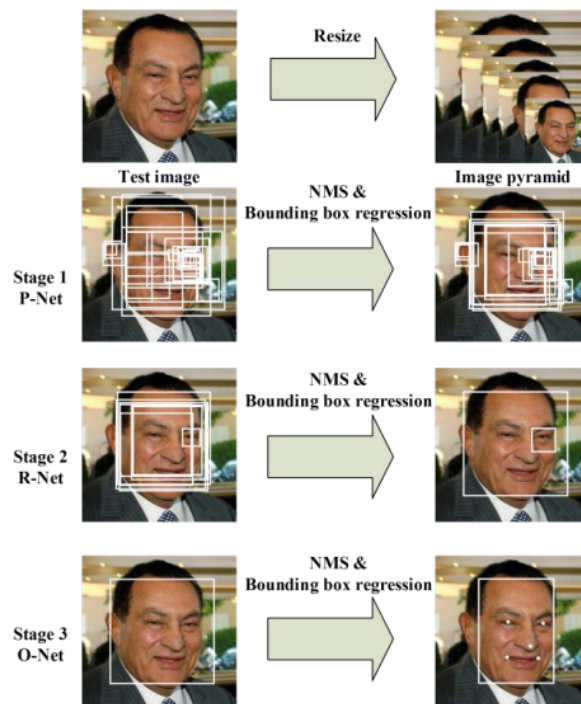 Resize
Test image
Image pyramid
NMS &
Bounding box regression
Stage 1
P-Net
NMS &
Bounding box regression
Stage 2
R-Net
NMS &
Bounding box regression
Stage 3
O-Net